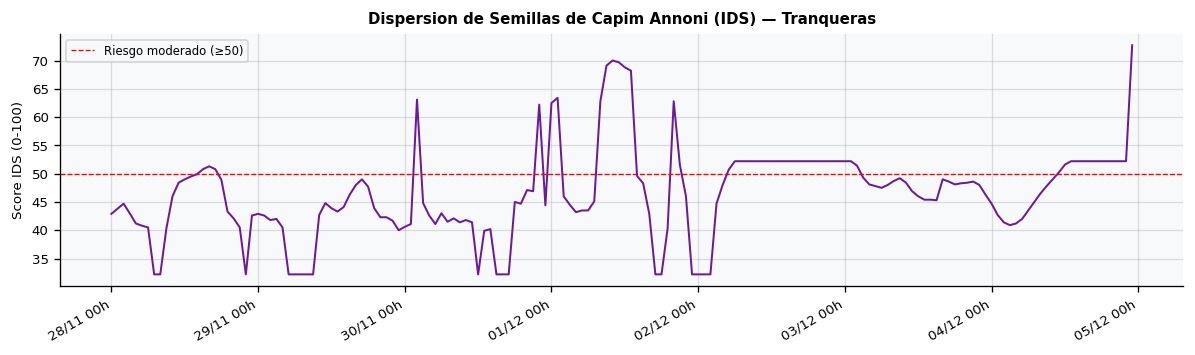 Dispersion de Semillas de Capim Annoni (IDS) — Tranqueras
Riesgo moderado (≥50)
Score IDS (0-100)
70
65
60
55
50
45
40
35
28/11 00h
29/11 00h
30/11 00h
01/12 00h
02/12 00h
03/12 00h
04/12 00h
05/12 00h